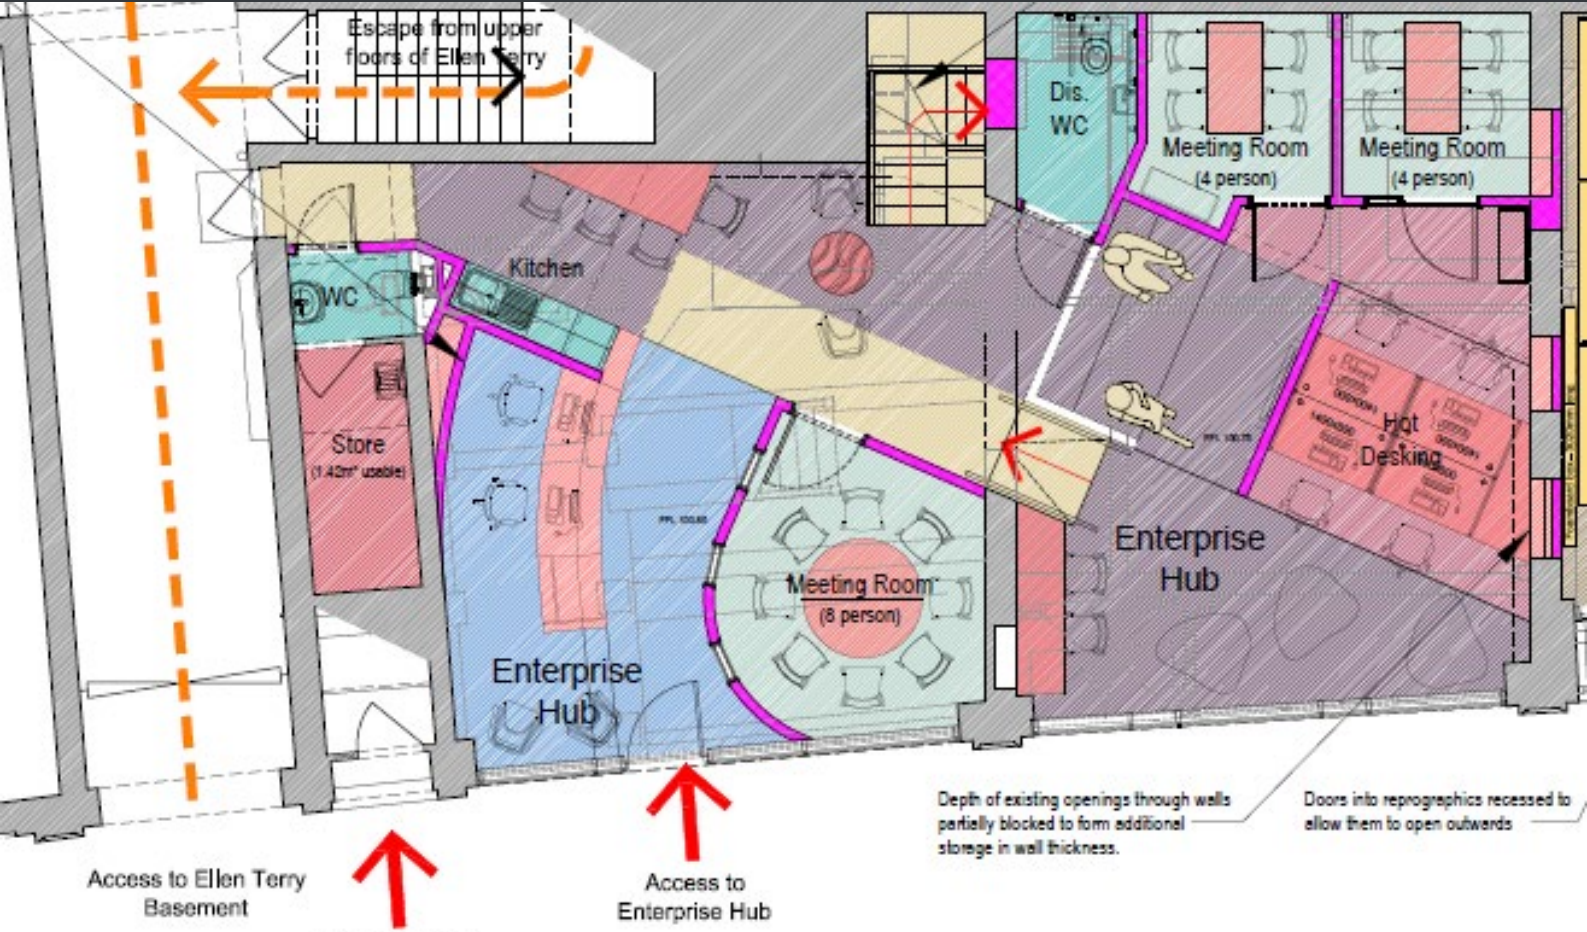 Escape from upper
floors of Ellen Terry
Dis.
WC
Meeting Room
(4 person)
Meeting Room
(4 person)
Kitchen
WC
Store
(1.42m² usable)
Hot
Desking
Enterprise
Hub
Meeting Room
(8 person)
Enterprise
Hub
Depth of existing openings through walls
partially blocked to form additional
storage in wall thickness.
Doors into reprographics recessed to
allow them to open outwards
Access to Ellen Terry
Basement
Access to
Enterprise Hub